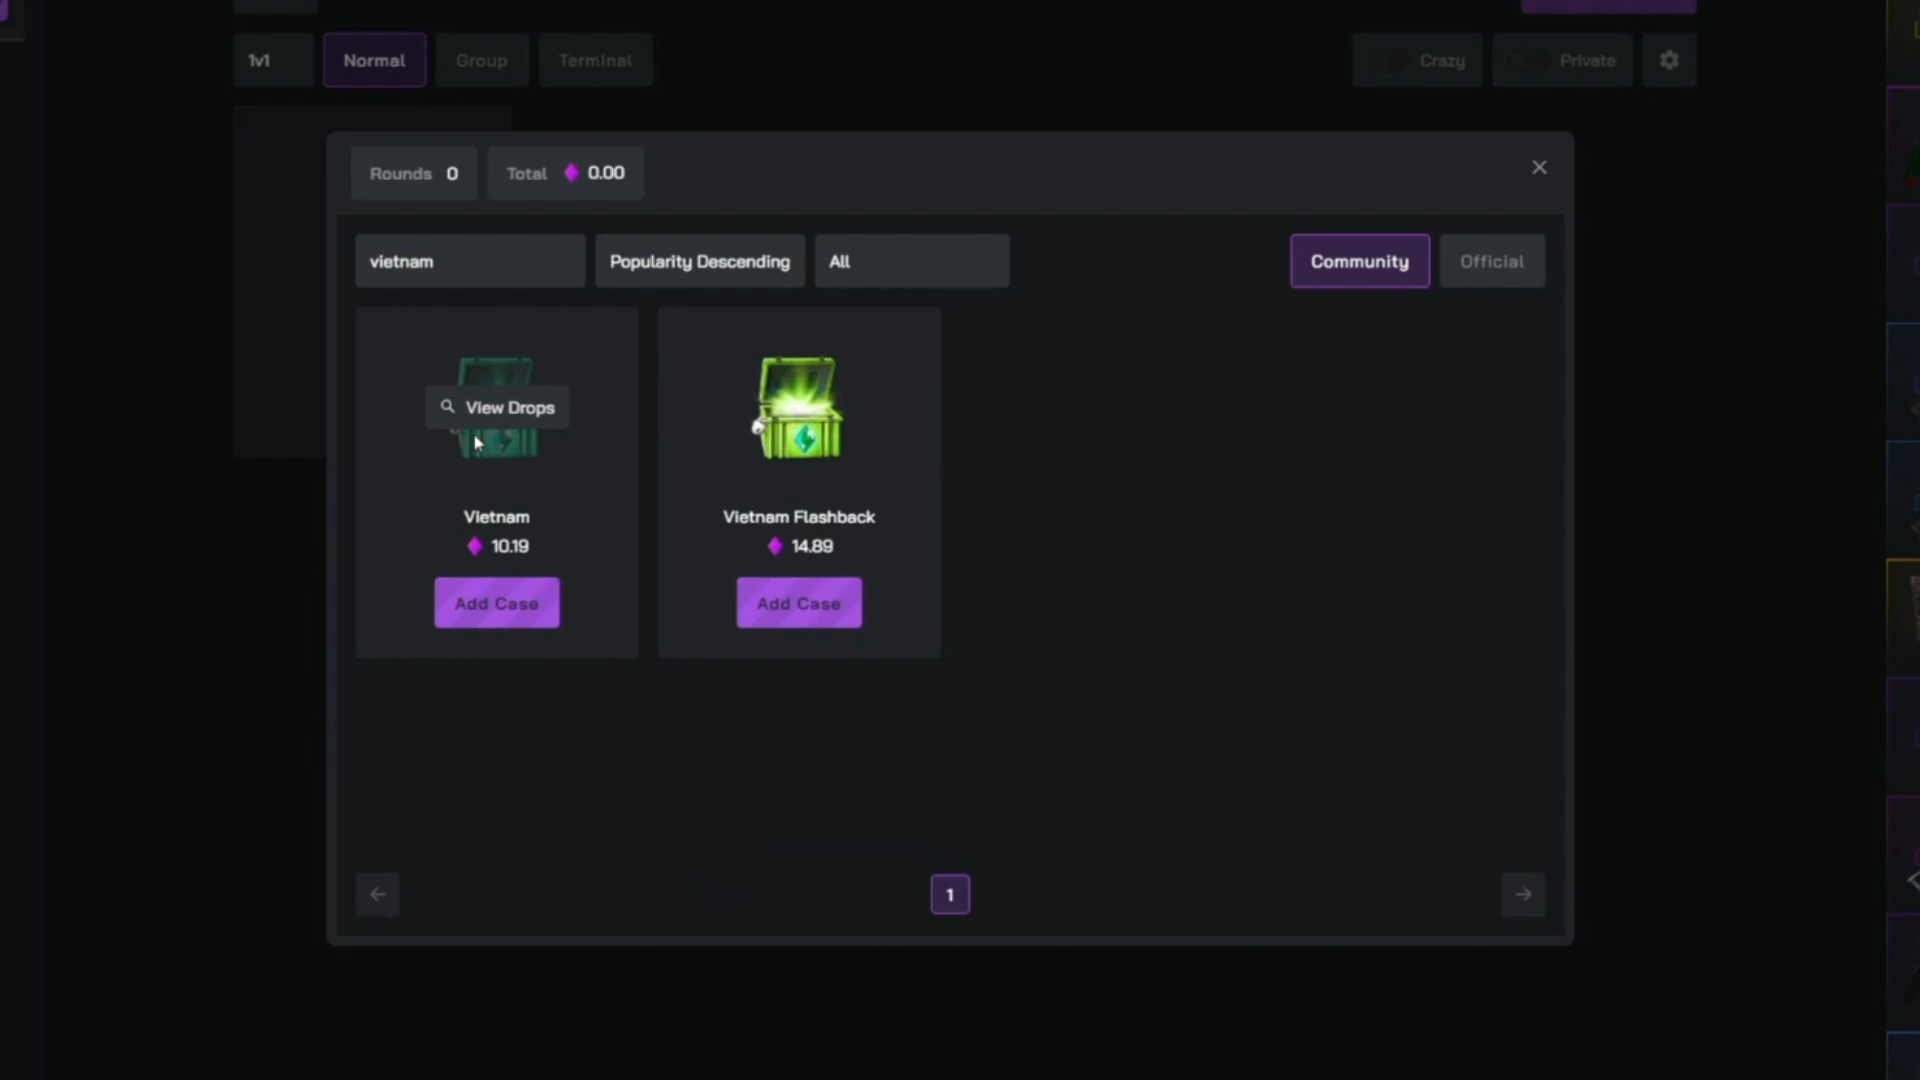 1v1
Normal
Group
Terminal
Crazy
Private
Rounds 0
Total 0.00
vietnam
Popularity Descending
All
Community
Official
View Drops
Vietnam
10.19
Add Case
Vietnam Flashback
14.89
Add Case
1